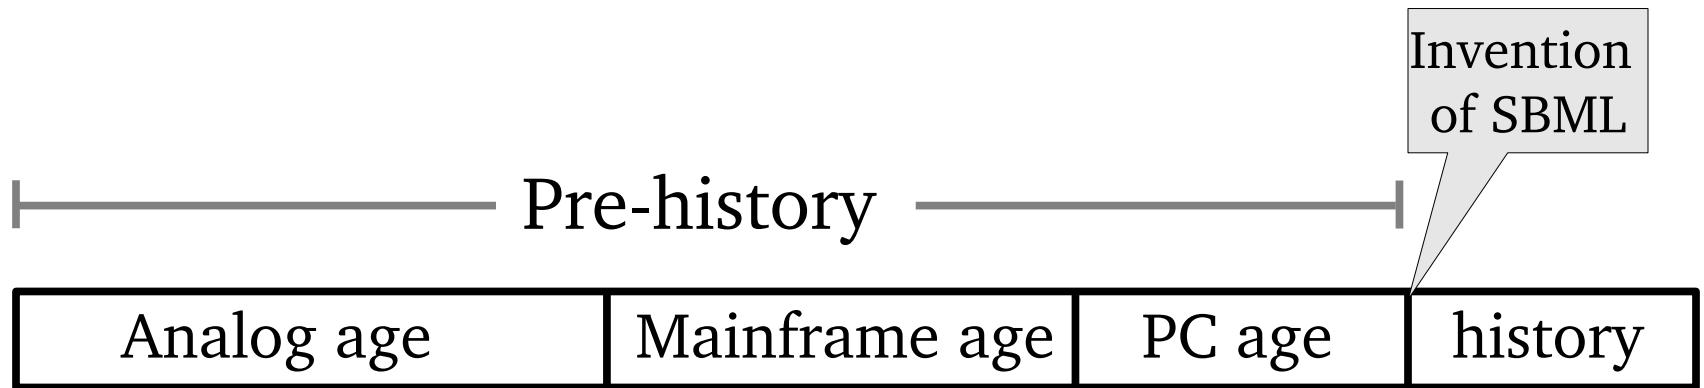 Invention
of SBML
Pre-history
Analog age
Mainframe age
PC age
history